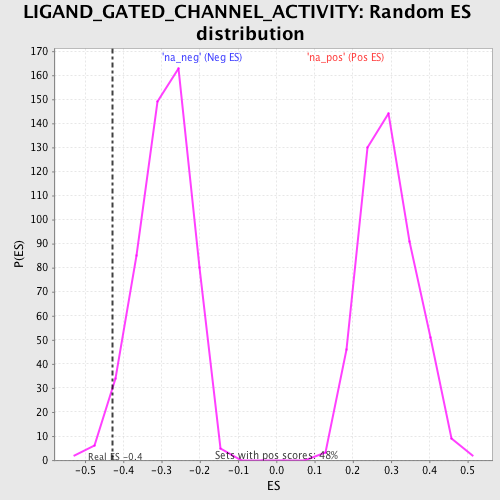 LIGAND_GATED_CHANNEL_ACTIVITY: Random ES
distribution
'na_neg' (Neg ES)
'na_pos' (Pos ES)
170
160
150
140
130
120
110
100
90
80
70
60
50
40
30
20
10
0
P(ES)
Real ES -0.4
Sets with pos scores: 48%
-0.5 -0.4 -0.3 -0.2 -0.1 0.0 0.1 0.2 0.3 0.4 0.5
ES